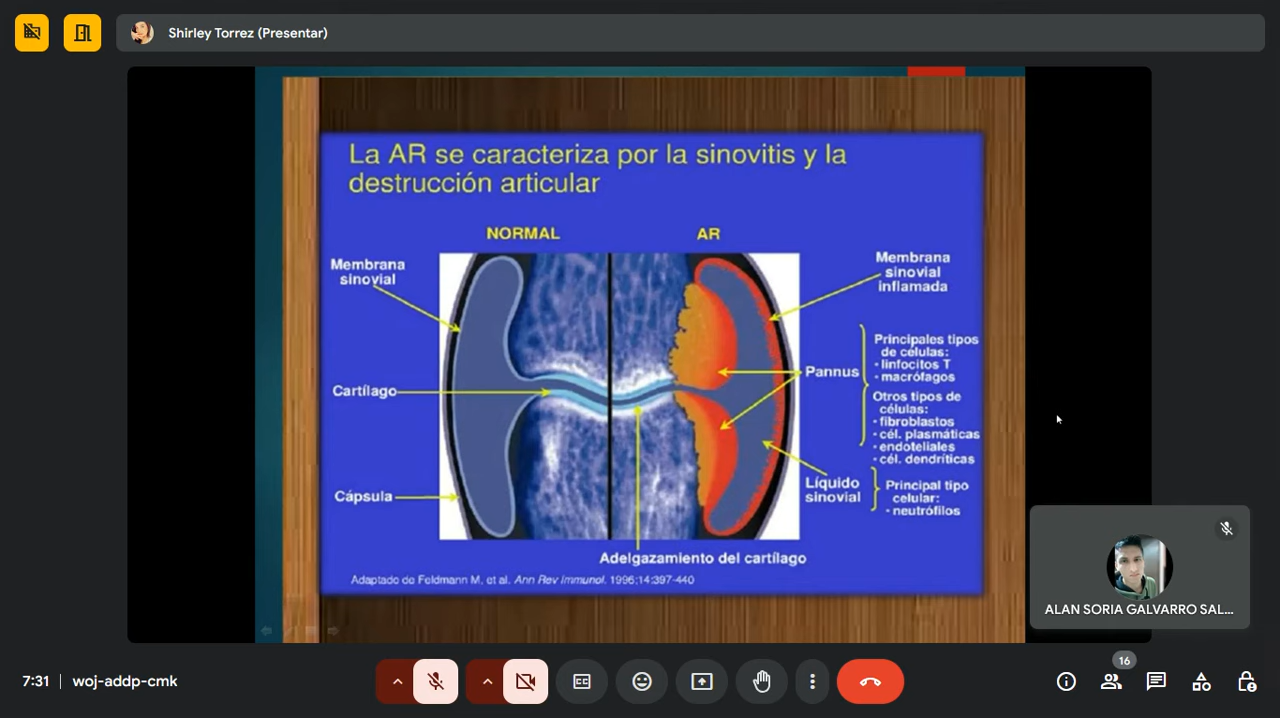 Shirley Torrez (Presentar)
La AR se caracteriza por la sinovitis y la
destrucción articular
NORMAL
AR
Membrana
sinovial
Membrana
sinovial
inflamada
Principales tipos
de celulas:
- linfocitos T
- macrófagos
Pannus
Cartílago
Otros tipos de
células:
- fibroblastos
- cél. plasmáticas
- endoteliales
- cél. dendríticas
Líquido
sinovial
Principal tipo
celular:
- neutrófilos
Cápsula
Adelgazamiento del cartílago
Adaptado de Feldmann M. et al. Ann Rev Immunol. 1996;14:397-440
ALAN SORIA GALVARRO SAL...
16
7:31 | woj-addp-cmk